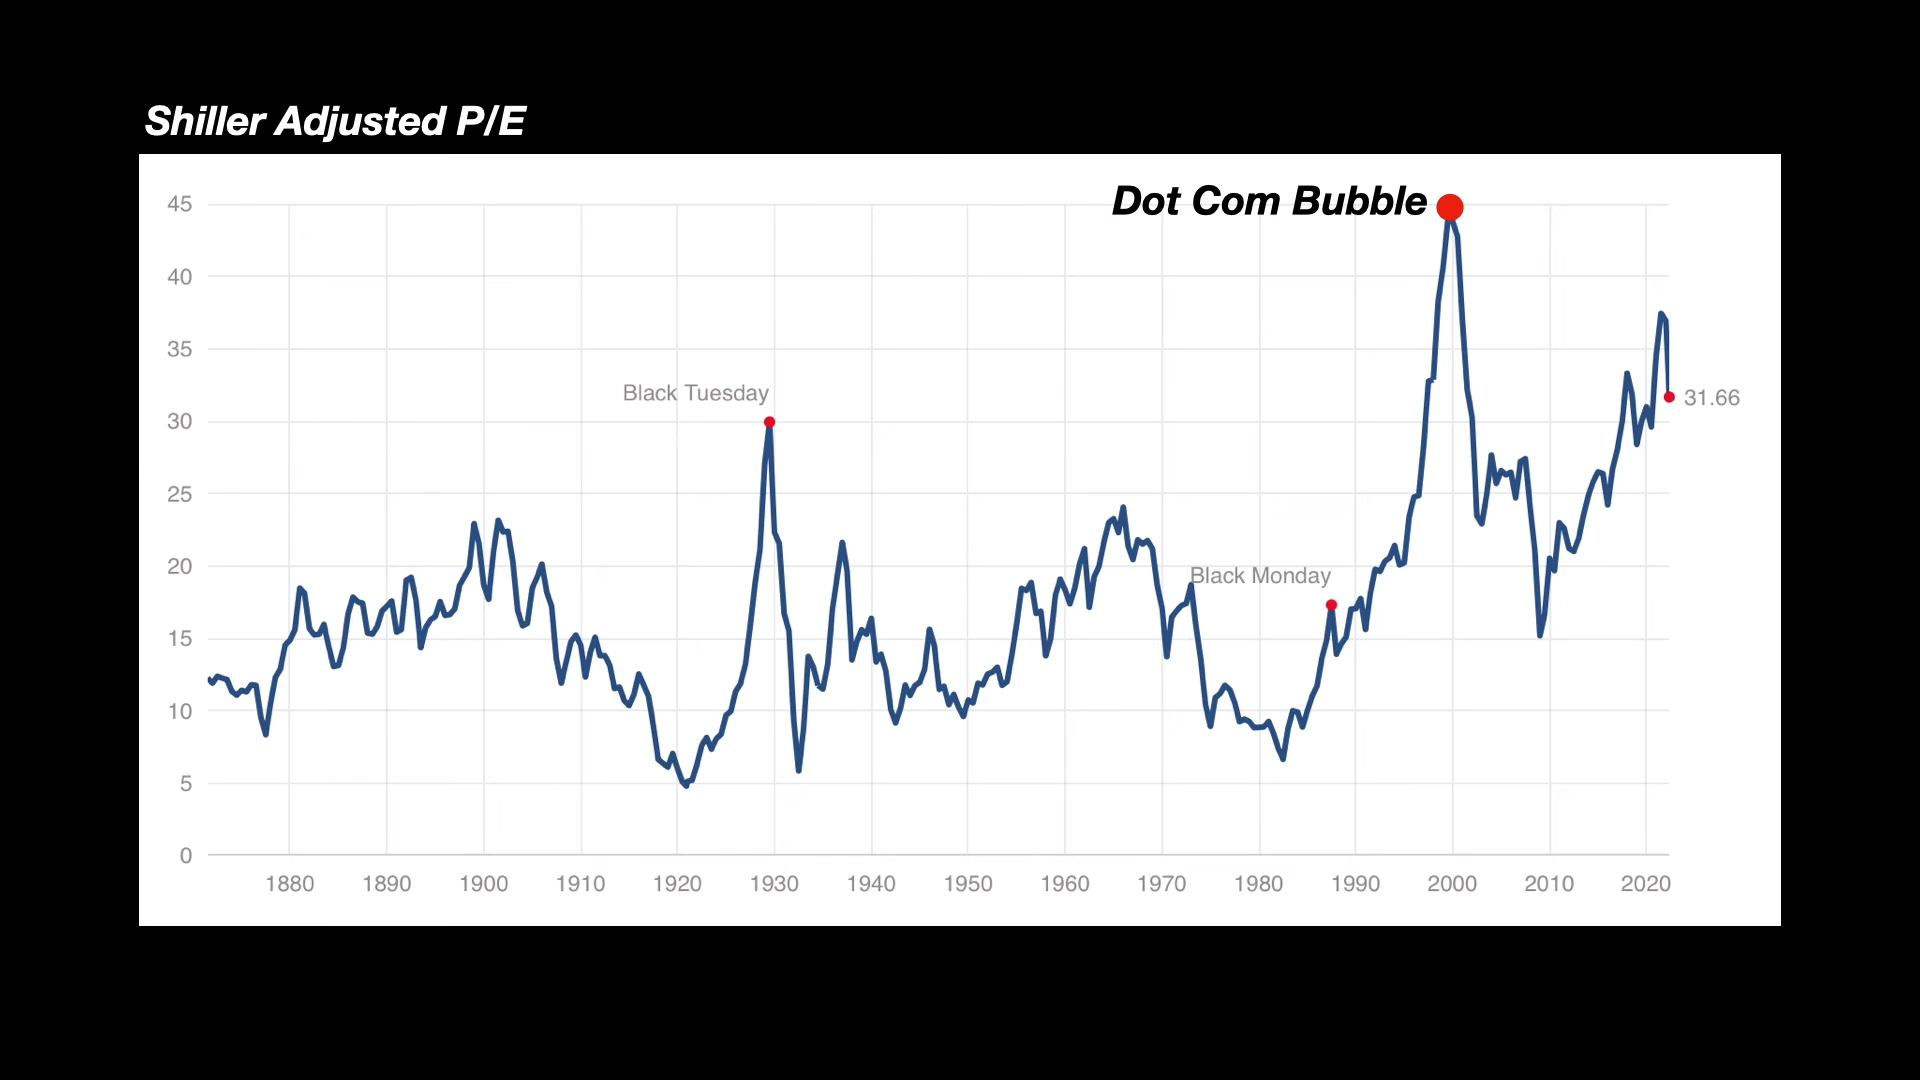 Shiller Adjusted P/E
Dot Com Bubble
45
40
35
Black Tuesday
31.66
30
25
20
Black Monday
15
10
5
0
1880 1890 1900 1910 1920 1930 1940 1950 1960 1970 1980 1990 2000 2010 2020